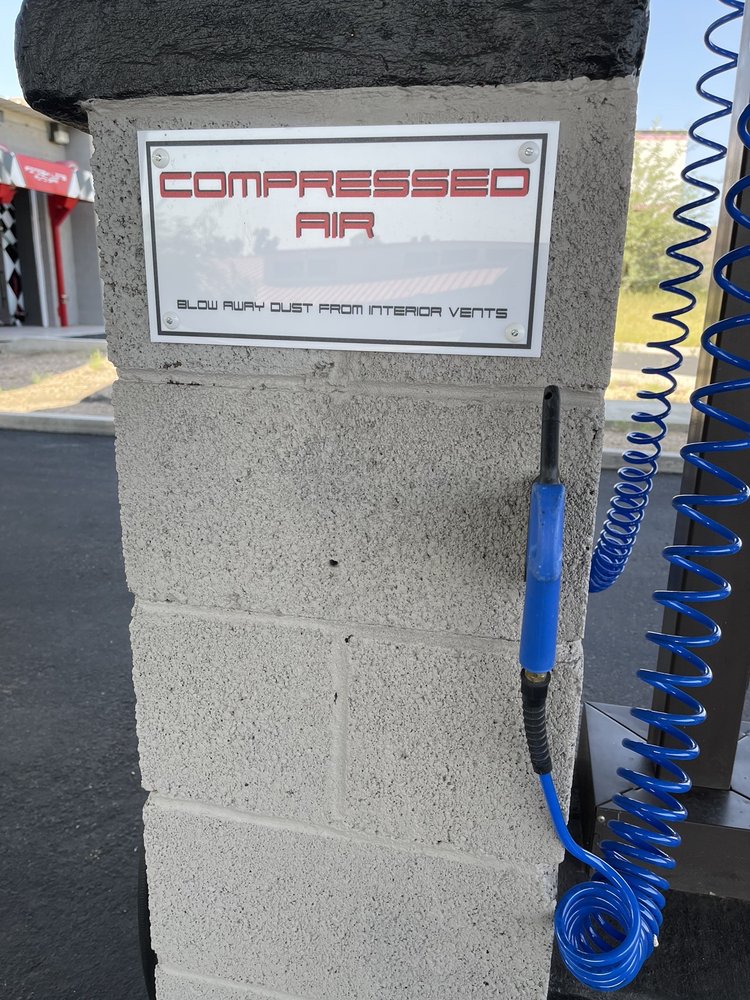 COMPRESSED
AIR
BLOW AWAY DUST FROM INTERIOR VENTS